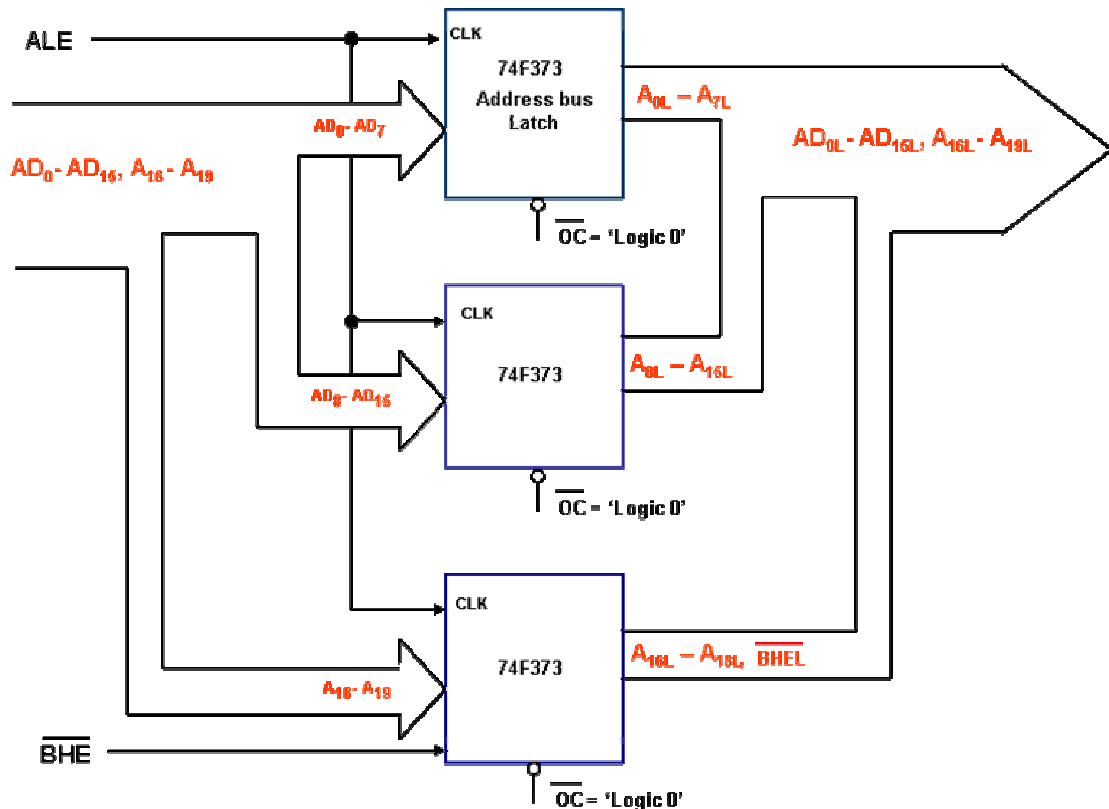 ALE
CLK
74F373
Address bus
Latch
A0L – A7L
AD0- AD7
AD0- AD15, A16 - A19
AD0L - AD15L, A16L - A19L
OC = 'Logic 0'
CLK
74F373
A8L – A15L
AD8- AD15
OC = 'Logic 0'
CLK
74F373
A16L – A18L, BHEL
A16- A19
BHE
OC = 'Logic 0'